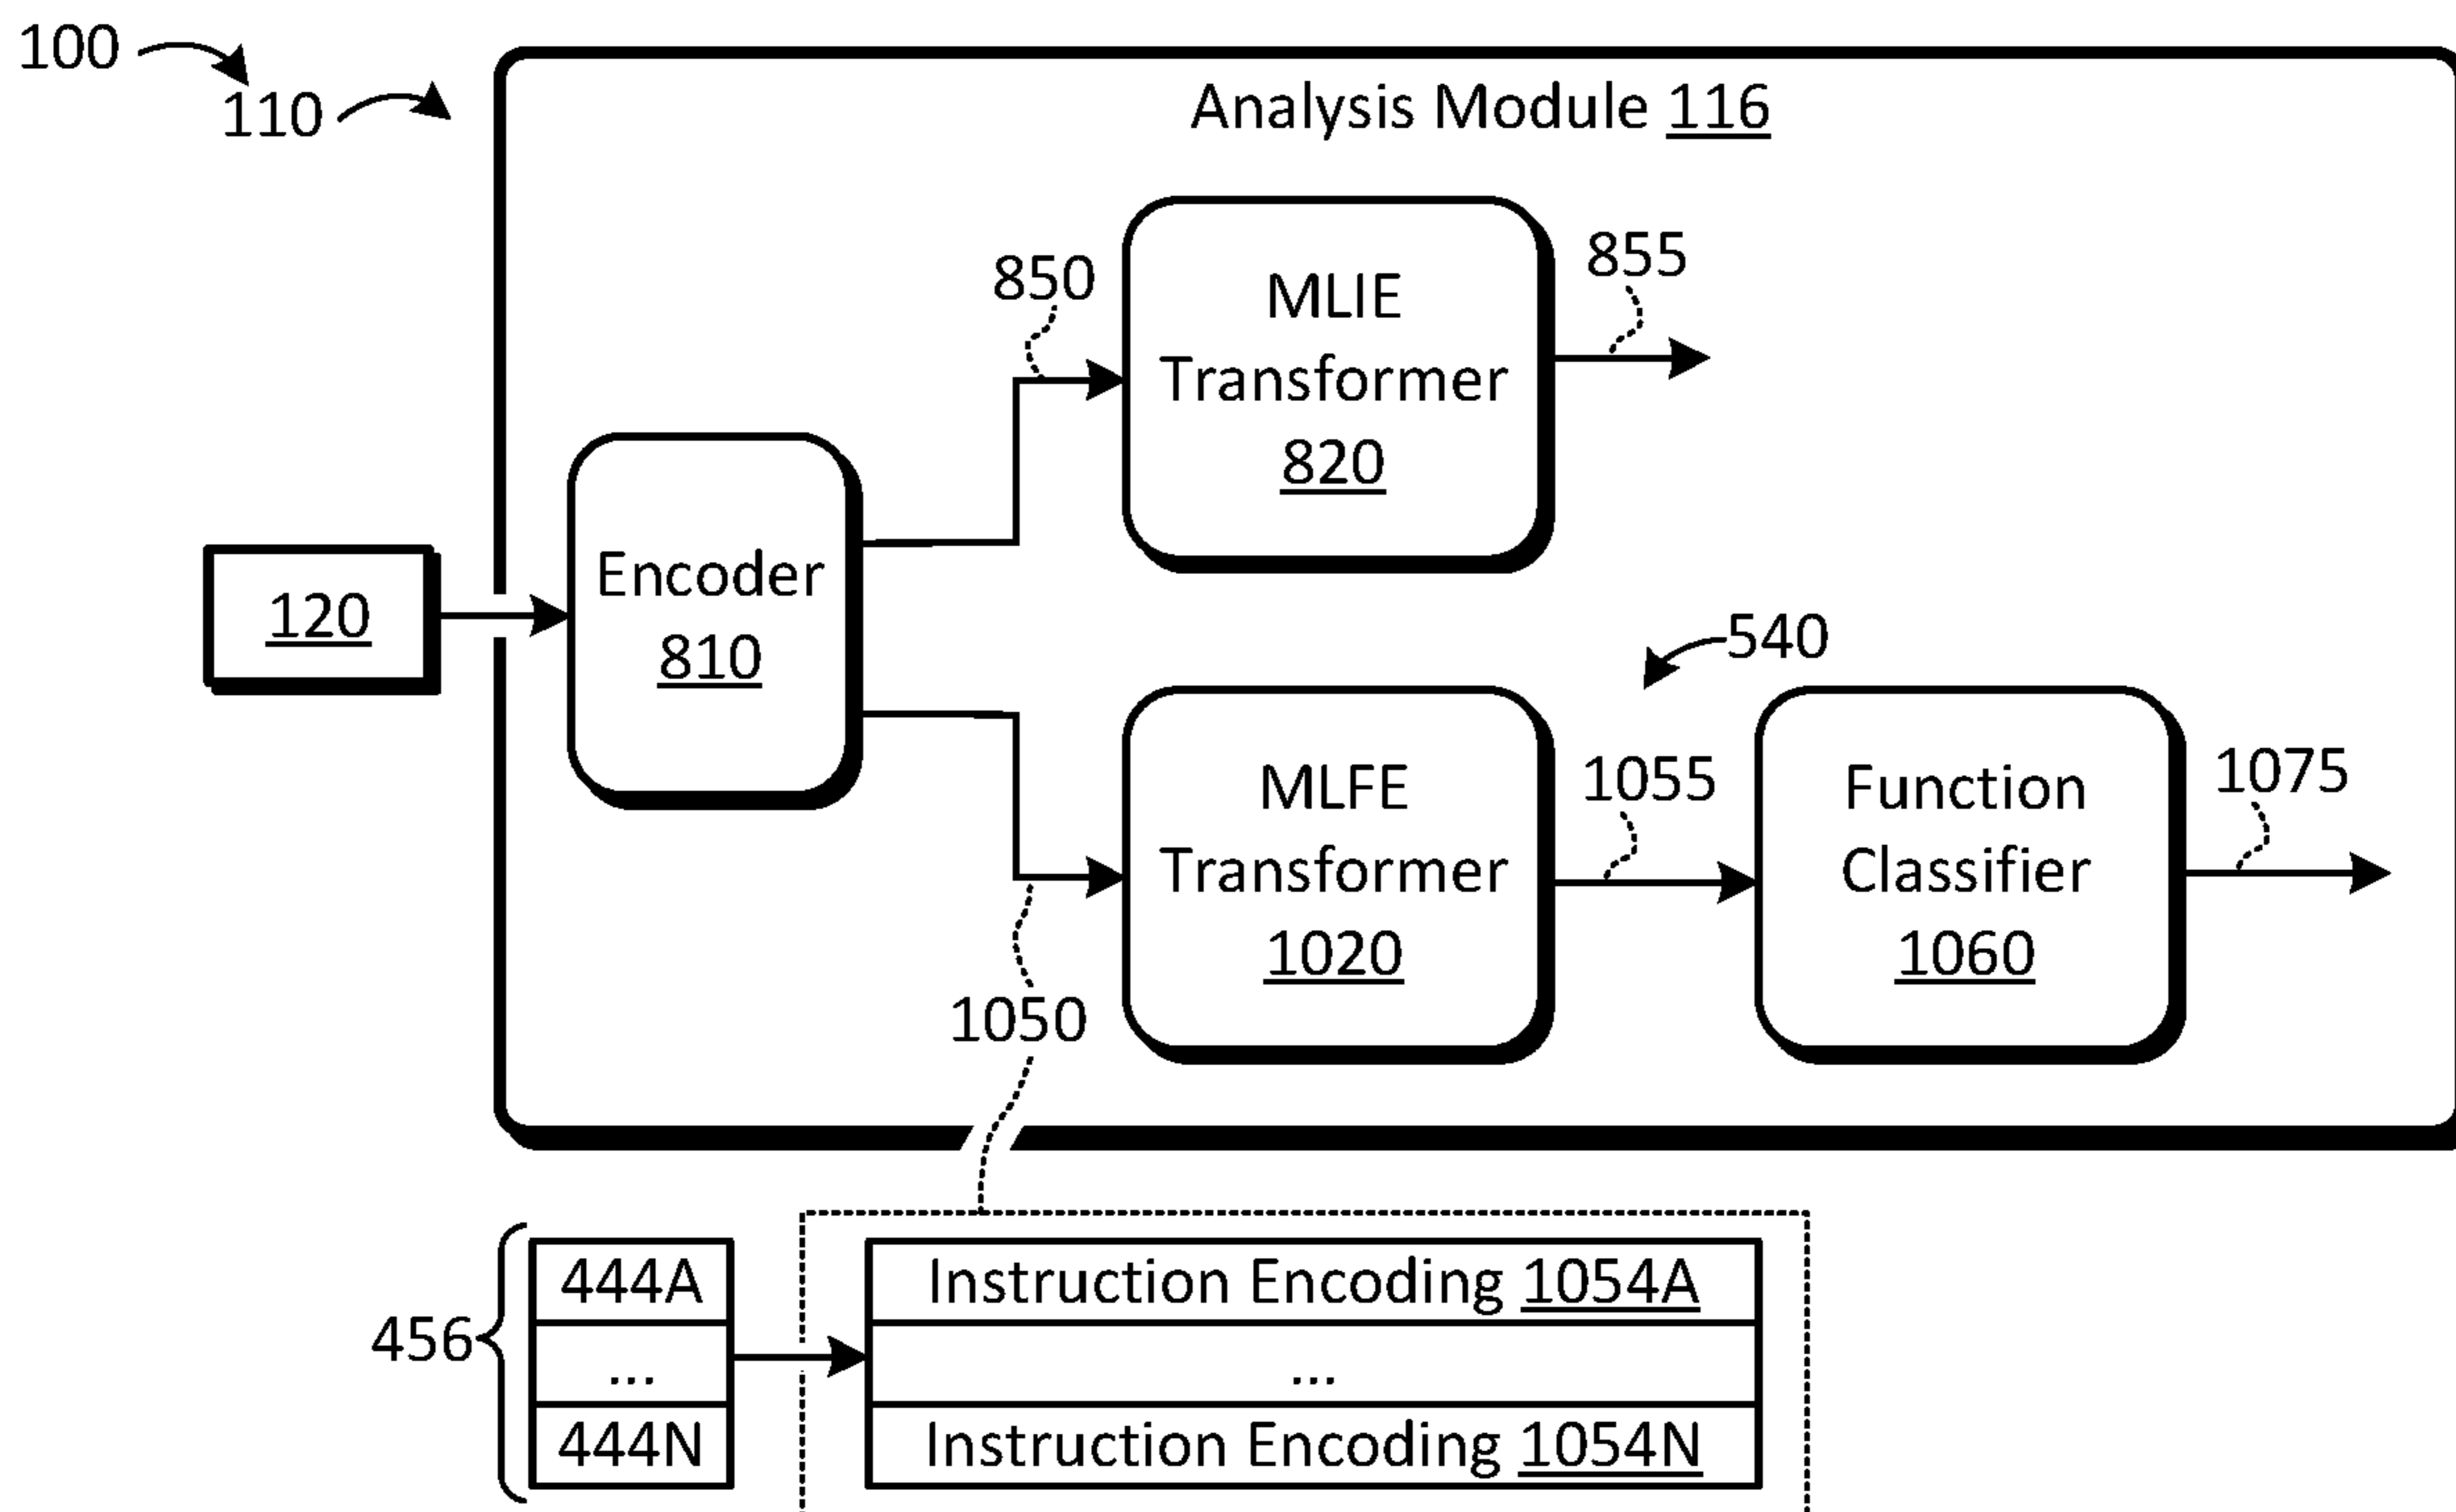 100
110
Analysis Module 116
850
855
MLIE
Transformer
820
120
Encoder
810
540
MLFE
Transformer
1020
1055
Function
Classifier
1060
1075
1050
456
444A
...
444N
Instruction Encoding 1054A
...
Instruction Encoding 1054N